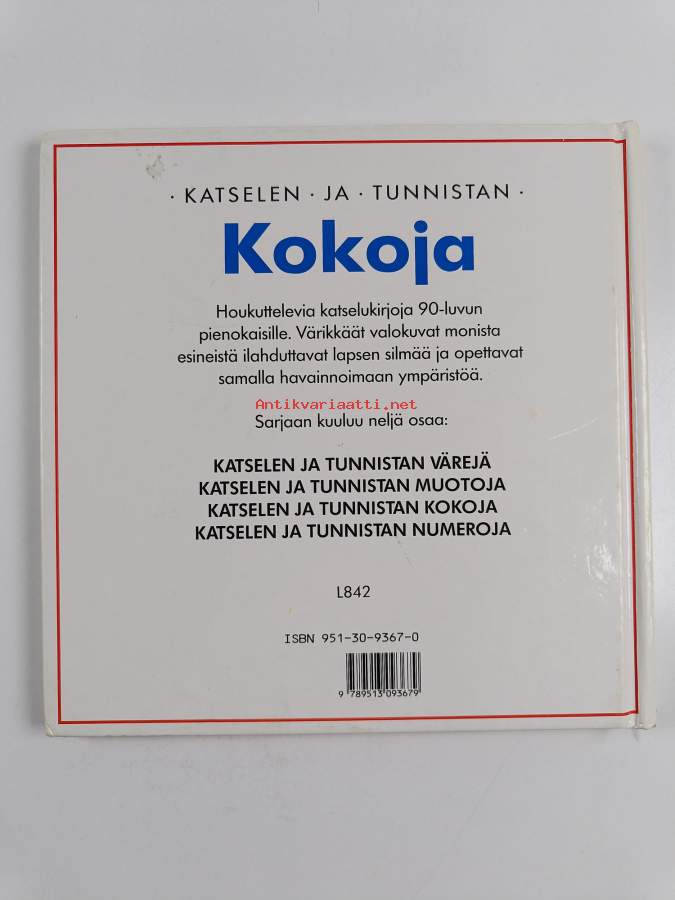 · KATSELEN · JA · TUNNISTAN ·
Kokoja
Houkuttelevia katselukirjoja 90-luvun
pienokaisille. Värikkäät valokuvat monista
esineistä ilahduttavat lapsen silmää ja opettavat
samalla havainnoimaan ympäristöä.
Antikvariaatti.net
Sarjaan kuuluu neljä osaa:
KATSELEN JA TUNNISTAN VÄREJÄ
KATSELEN JA TUNNISTAN MUOTOJA
KATSELEN JA TUNNISTAN KOKOJA
KATSELEN JA TUNNISTAN NUMEROJA
L842
ISBN 951-30-9367-0
9 789513 093679